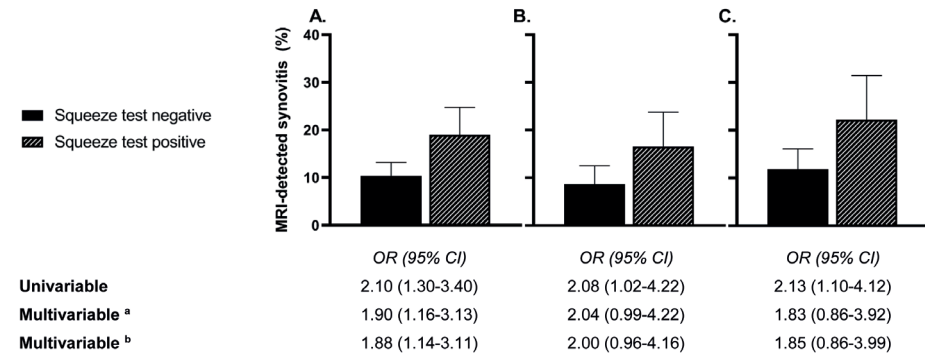 A. B. C.
MRI-detected synovitis (%)
40
30
20
10
0
Squeeze test negative
Squeeze test positive
OR (95% CI) OR (95% CI) OR (95% CI)
Univariable 2.10 (1.30-3.40) 2.08 (1.02-4.22) 2.13 (1.10-4.12)
Multivariable a 1.90 (1.16-3.13) 2.04 (0.99-4.22) 1.83 (0.86-3.92)
Multivariable b 1.88 (1.14-3.11) 2.00 (0.96-4.16) 1.85 (0.86-3.99)